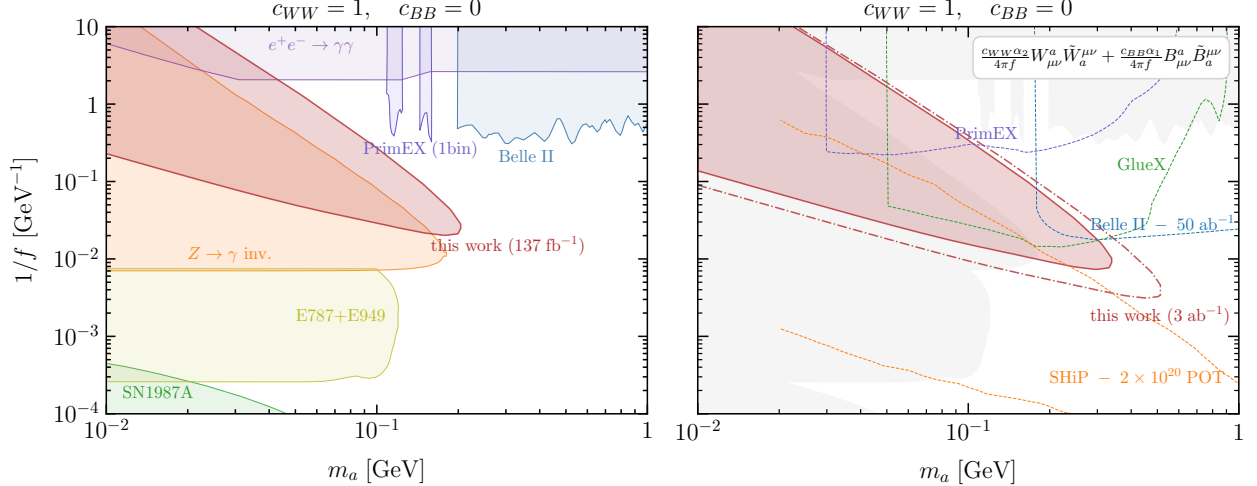 c_{WW} = 1, c_{BB} = 0
10
1
10^{-1}
10^{-2}
10^{-3}
10^{-4}
1/f [GeV^{-1}]
e^+e^- → γγ
PrimEX (1bin)
Belle II
this work (137 fb^{-1})
Z → γ inv.
E787+E949
SN1987A
10^{-2}
10^{-1}
1
m_a [GeV]
c_{WW} = 1, c_{BB} = 0
\frac{c_{WW}α_2}{4πf} W^a_{μν} \tilde{W}^{μν}_a + \frac{c_{BB}α_1}{4πf} B^a_{μν} \tilde{B}^{μν}_a
PrimEX
GlueX
Belle II − 50 ab^{-1}
this work (3 ab^{-1})
SHiP − 2 × 10^{20} POT
10^{-2}
10^{-1}
1
m_a [GeV]